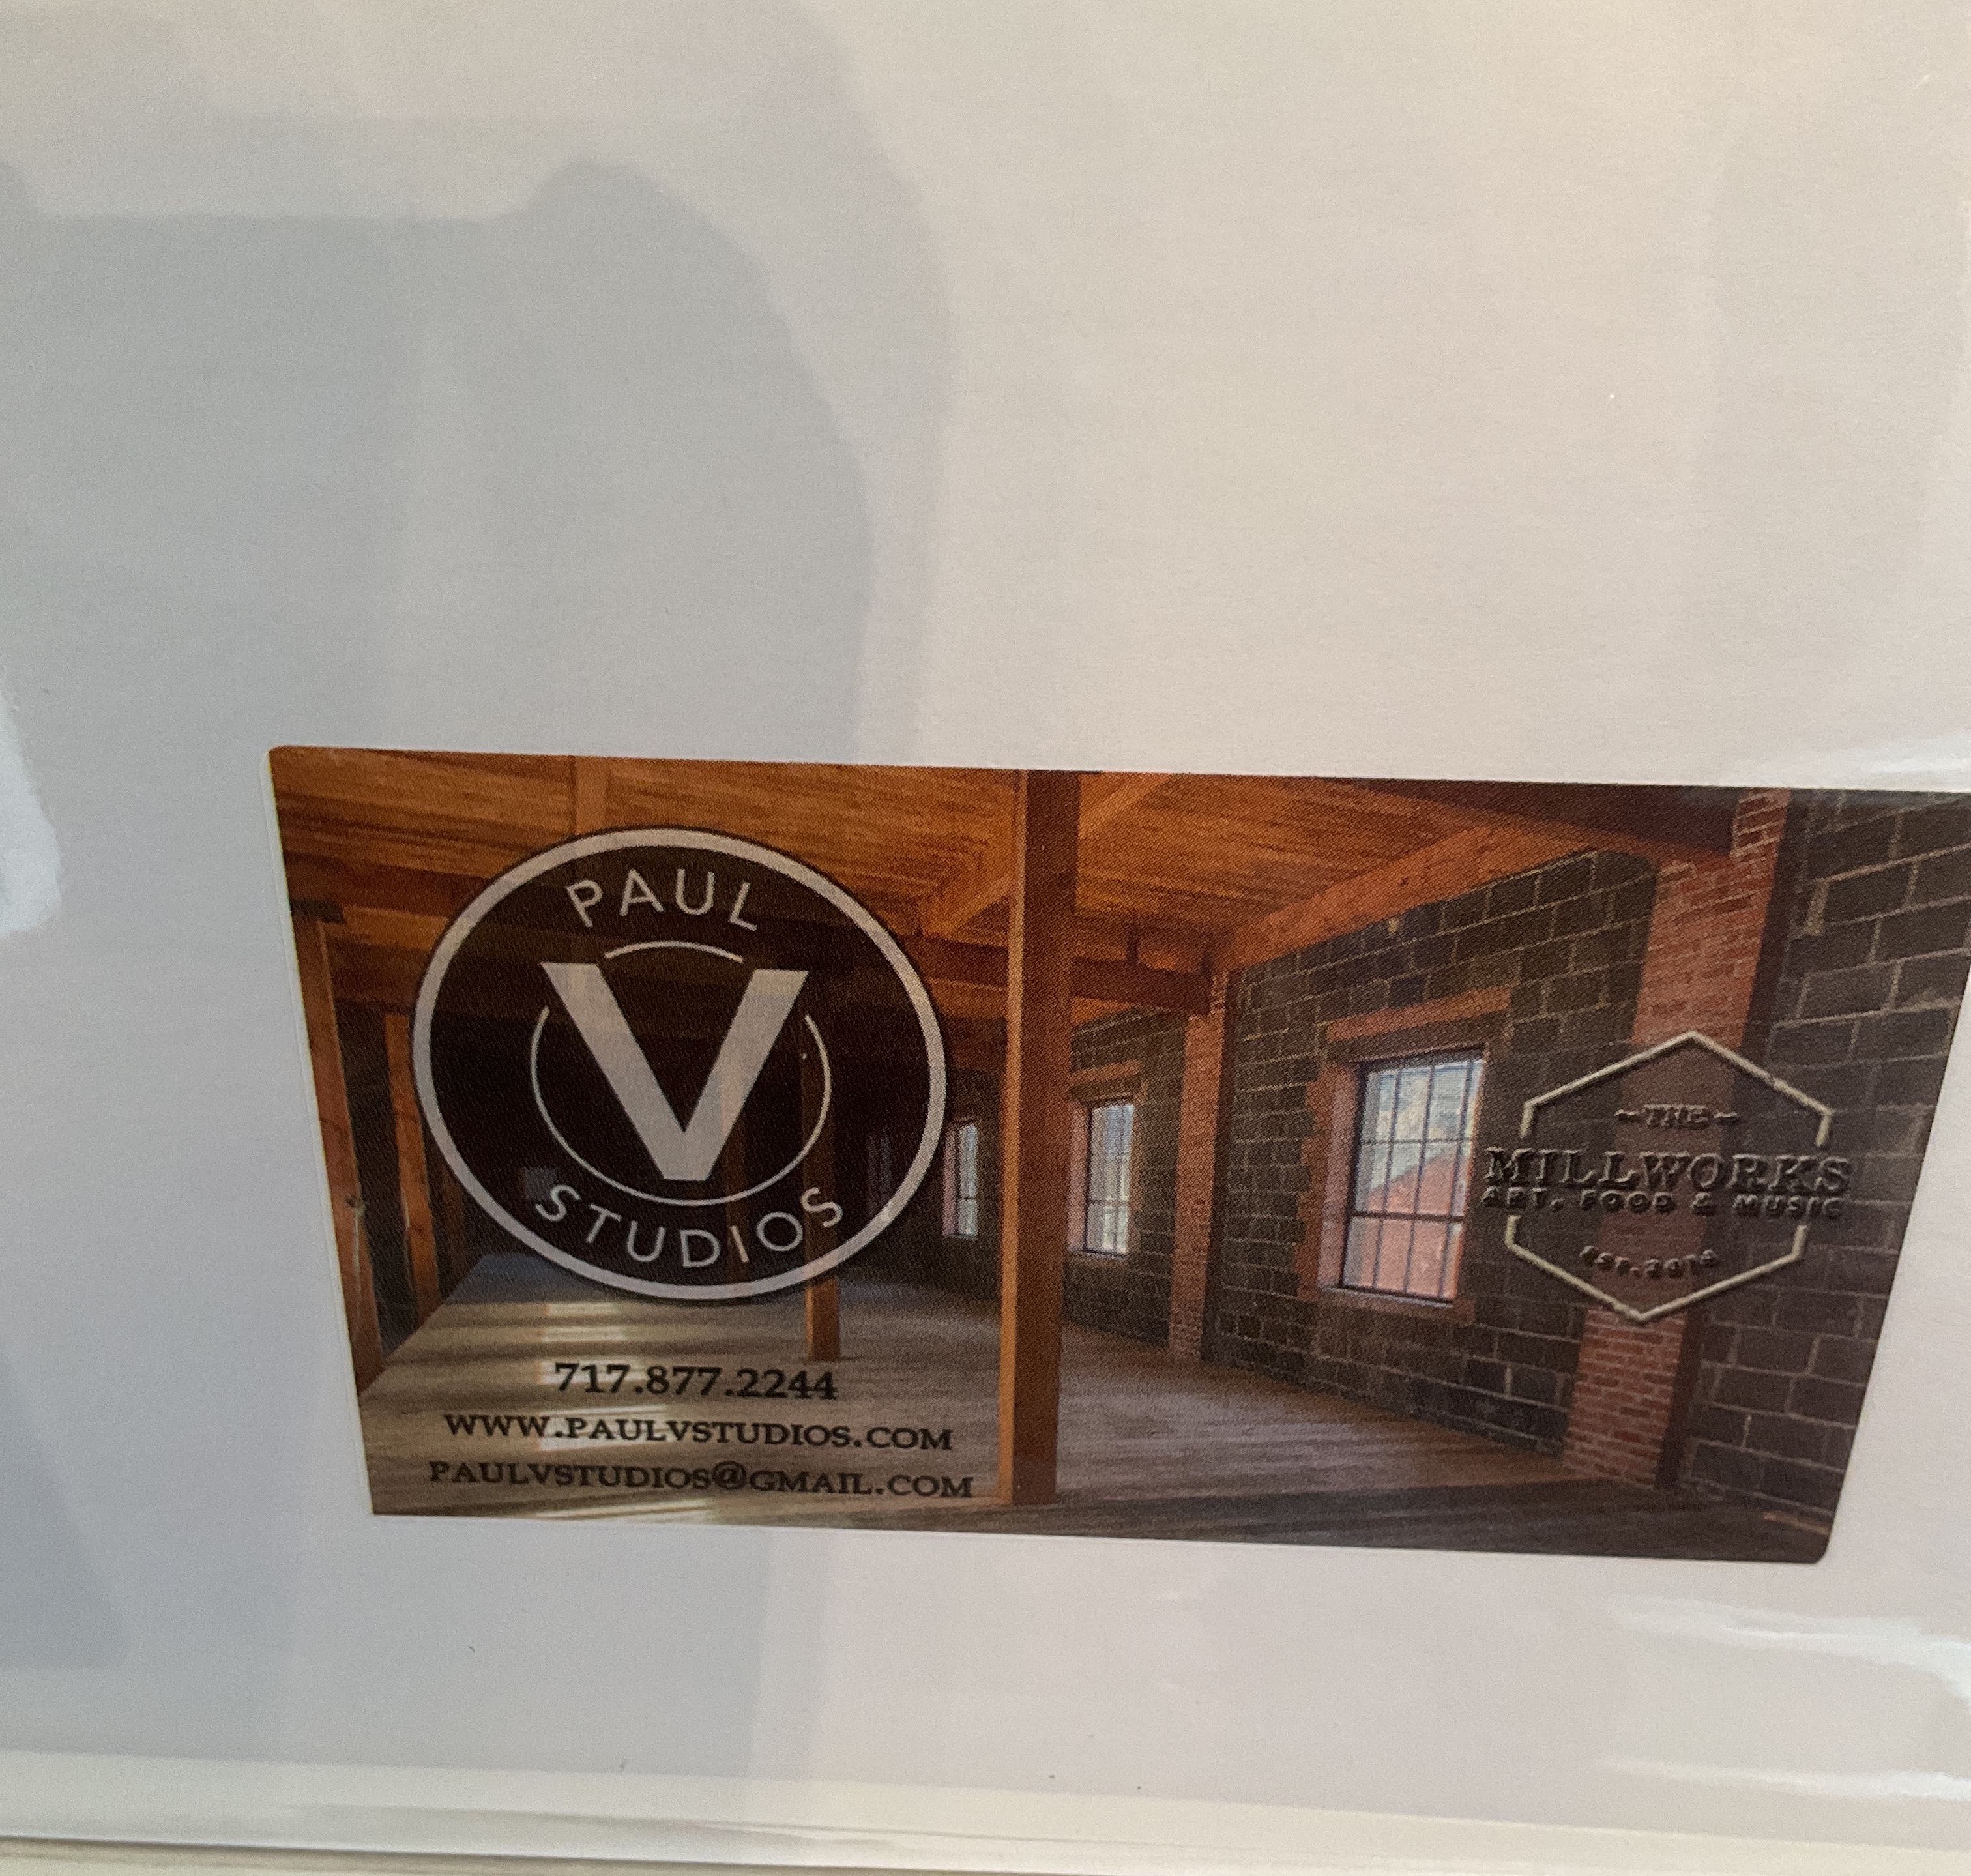 PAUL
V
STUDIOS
717.877.2244
WWW.PAULVSTUDIOS.COM
PAULVSTUDIOS@GMAIL.COM
THE
MILLWORKS
ART, FOOD & MUSIC